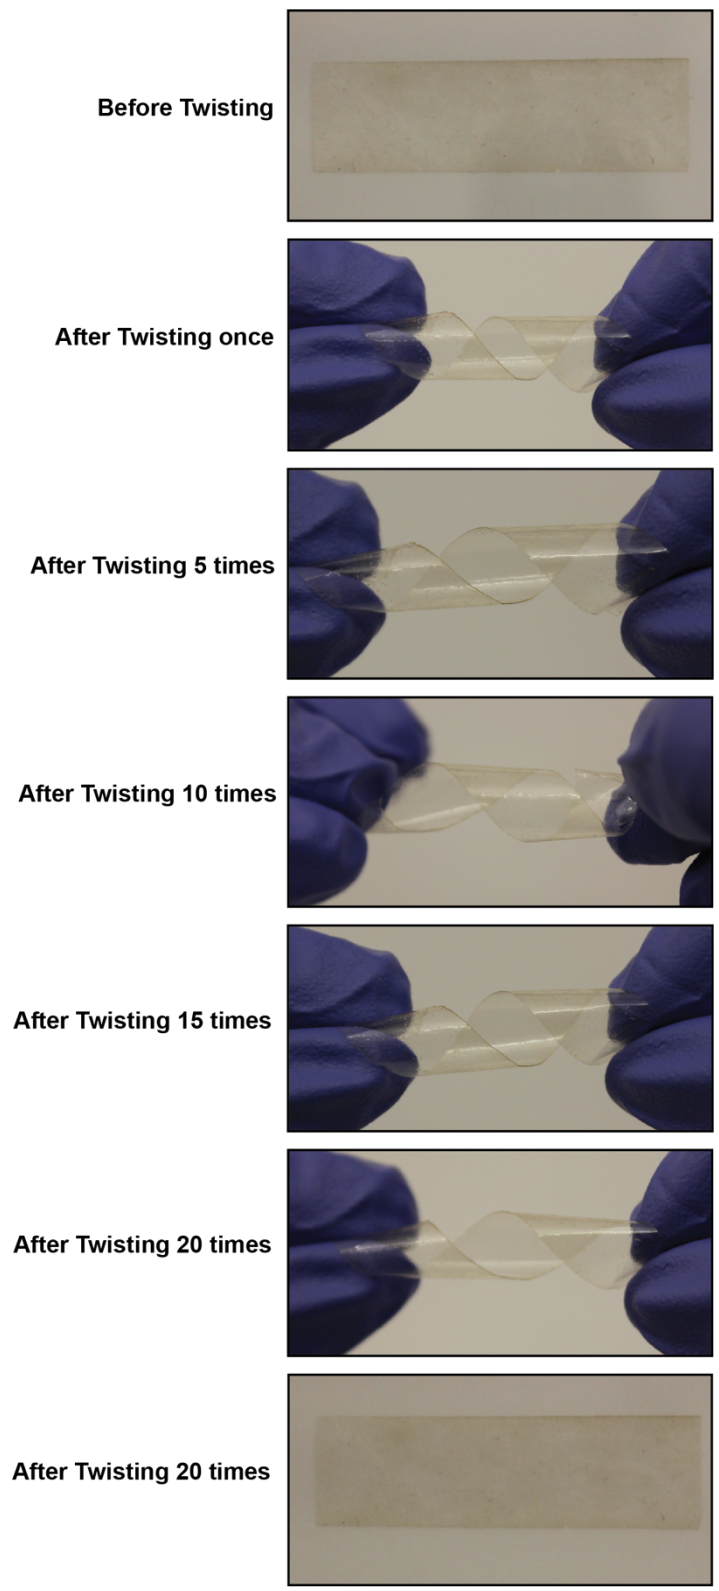 Before Twisting
After Twisting once
After Twisting 5 times
After Twisting 10 times
After Twisting 15 times
After Twisting 20 times
After Twisting 20 times